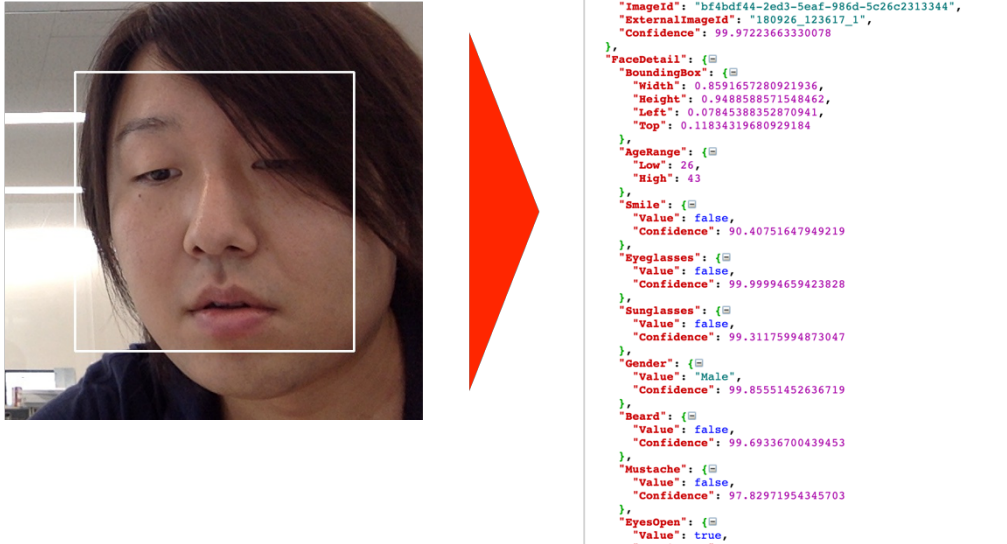 "ImageId": "bf4bdf44-2ed3-5eaf-986d-5c26c2313344",
"ExternalImageId": "180926_123617_1",
"Confidence": 99.97223663330078
},
"FaceDetail": {
"BoundingBox": {
"Width": 0.8591657280921936,
"Height": 0.9488588571548462,
"Left": 0.07845388352870941,
"Top": 0.11834319680929184
},
"AgeRange": {
"Low": 26,
"High": 43
},
"Smile": {
"Value": false,
"Confidence": 90.40751647949219
},
"Eyeglasses": {
"Value": false,
"Confidence": 99.99994659423828
},
"Sunglasses": {
"Value": false,
"Confidence": 99.31175994873047
},
"Gender": {
"Value": "Male",
"Confidence": 99.85551452636719
},
"Beard": {
"Value": false,
"Confidence": 99.69336700439453
},
"Mustache": {
"Value": false,
"Confidence": 97.82971954345703
},
"EyesOpen": {
"Value": true,